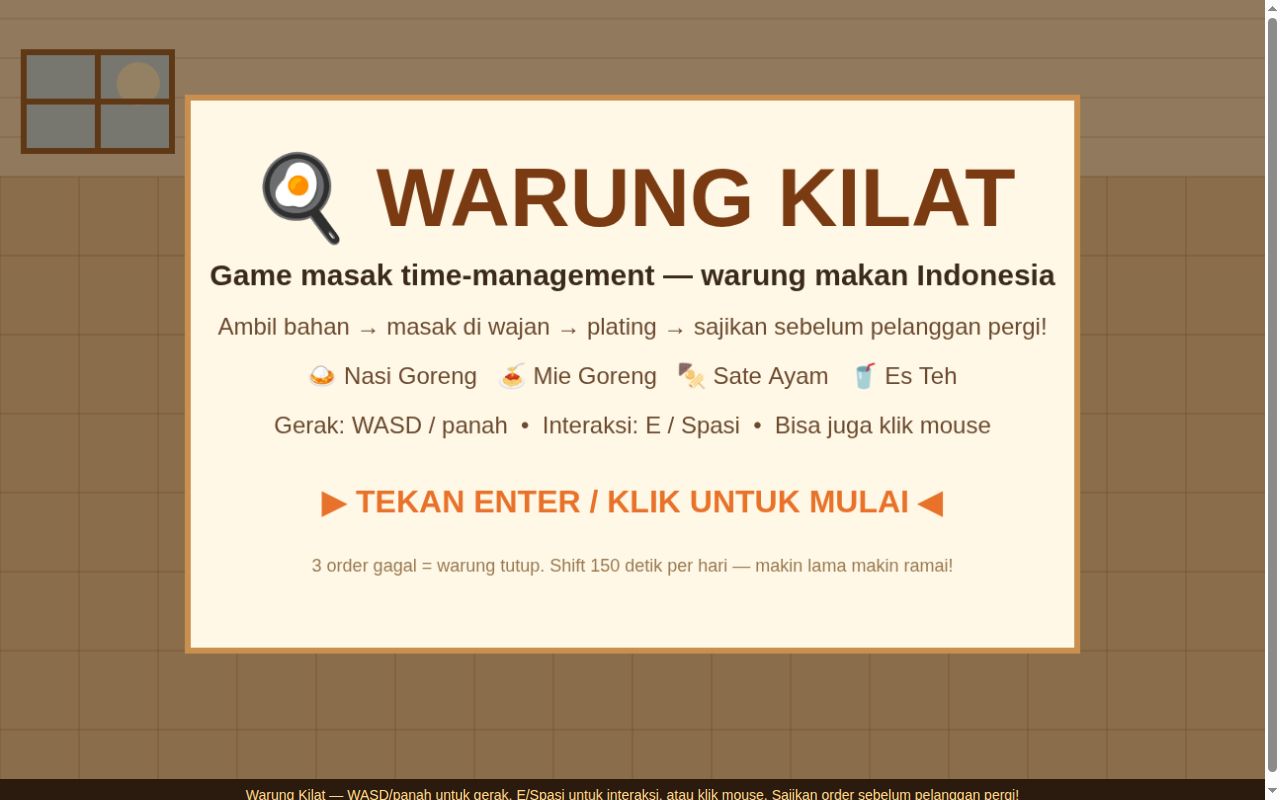 WARUNG KILAT
Game masak time-management — warung makan Indonesia
Ambil bahan → masak di wajan → plating → sajikan sebelum pelanggan pergi!
Nasi Goreng Mie Goreng Sate Ayam Es Teh
Gerak: WASD / panah • Interaksi: E / Spasi • Bisa juga klik mouse
▶ TEKAN ENTER / KLIK UNTUK MULAI ◀
3 order gagal = warung tutup. Shift 150 detik per hari — makin lama makin ramai!
Warung Kilat — WASD/panah untuk gerak, E/Spasi untuk interaksi, atau klik mouse. Sajikan order sebelum pelanggan pergi!